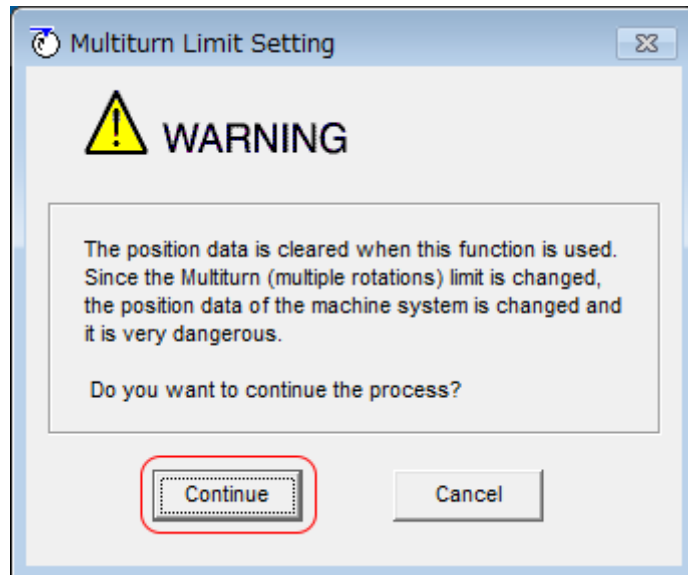 Multiturn Limit Setting
WARNING
The position data is cleared when this function is used.
Since the Multiturn (multiple rotations) limit is changed,
the position data of the machine system is changed and
it is very dangerous.
Do you want to continue the process?
Continue
Cancel